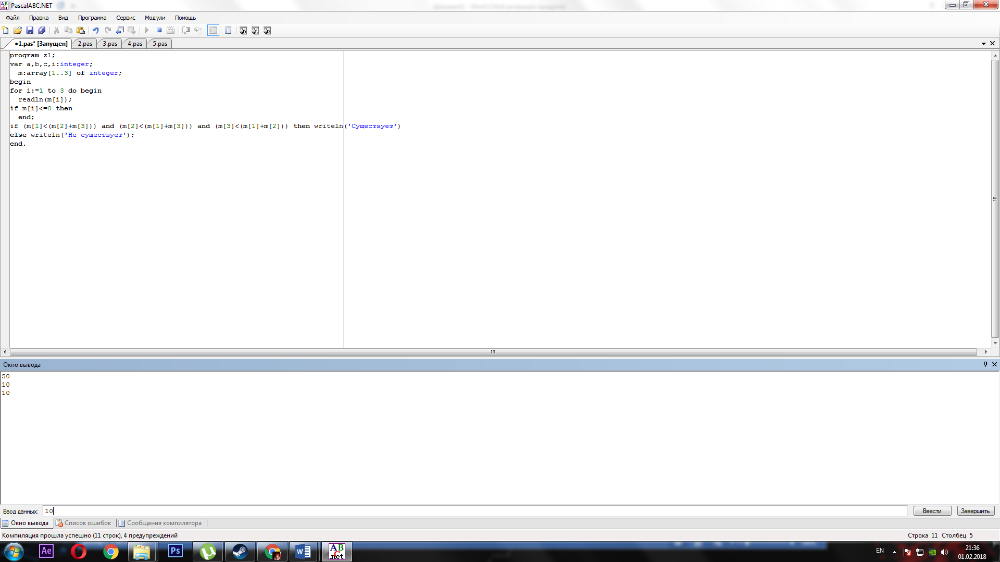 PascalABC.NET
Файл Правка Вид Программа Сервис Модули Помощь
•1.pas* [Запущен] 2.pas 3.pas 4.pas 5.pas
program z1;
var a,b,c,i:integer;
  m:array[1..3] of integer;
begin
for i:=1 to 3 do begin
  readln(m[i]);
if m[i]<=0 then
  end;
if (m[1]<(m[2]+m[3])) and (m[2]<(m[1]+m[3])) and (m[3]<(m[1]+m[2])) then writeln('Существует')
else writeln('Не существует');
end.
Окно вывода
50
10
10
Ввод данных: 10 Ввести Завершить
Окно вывода Список ошибок Сообщения компилятора
Компиляция прошла успешно (11 строк), 4 предупреждений Строка 11 Столбец 5
Ae Ps W ABC .net EN 21:36
01.02.2018